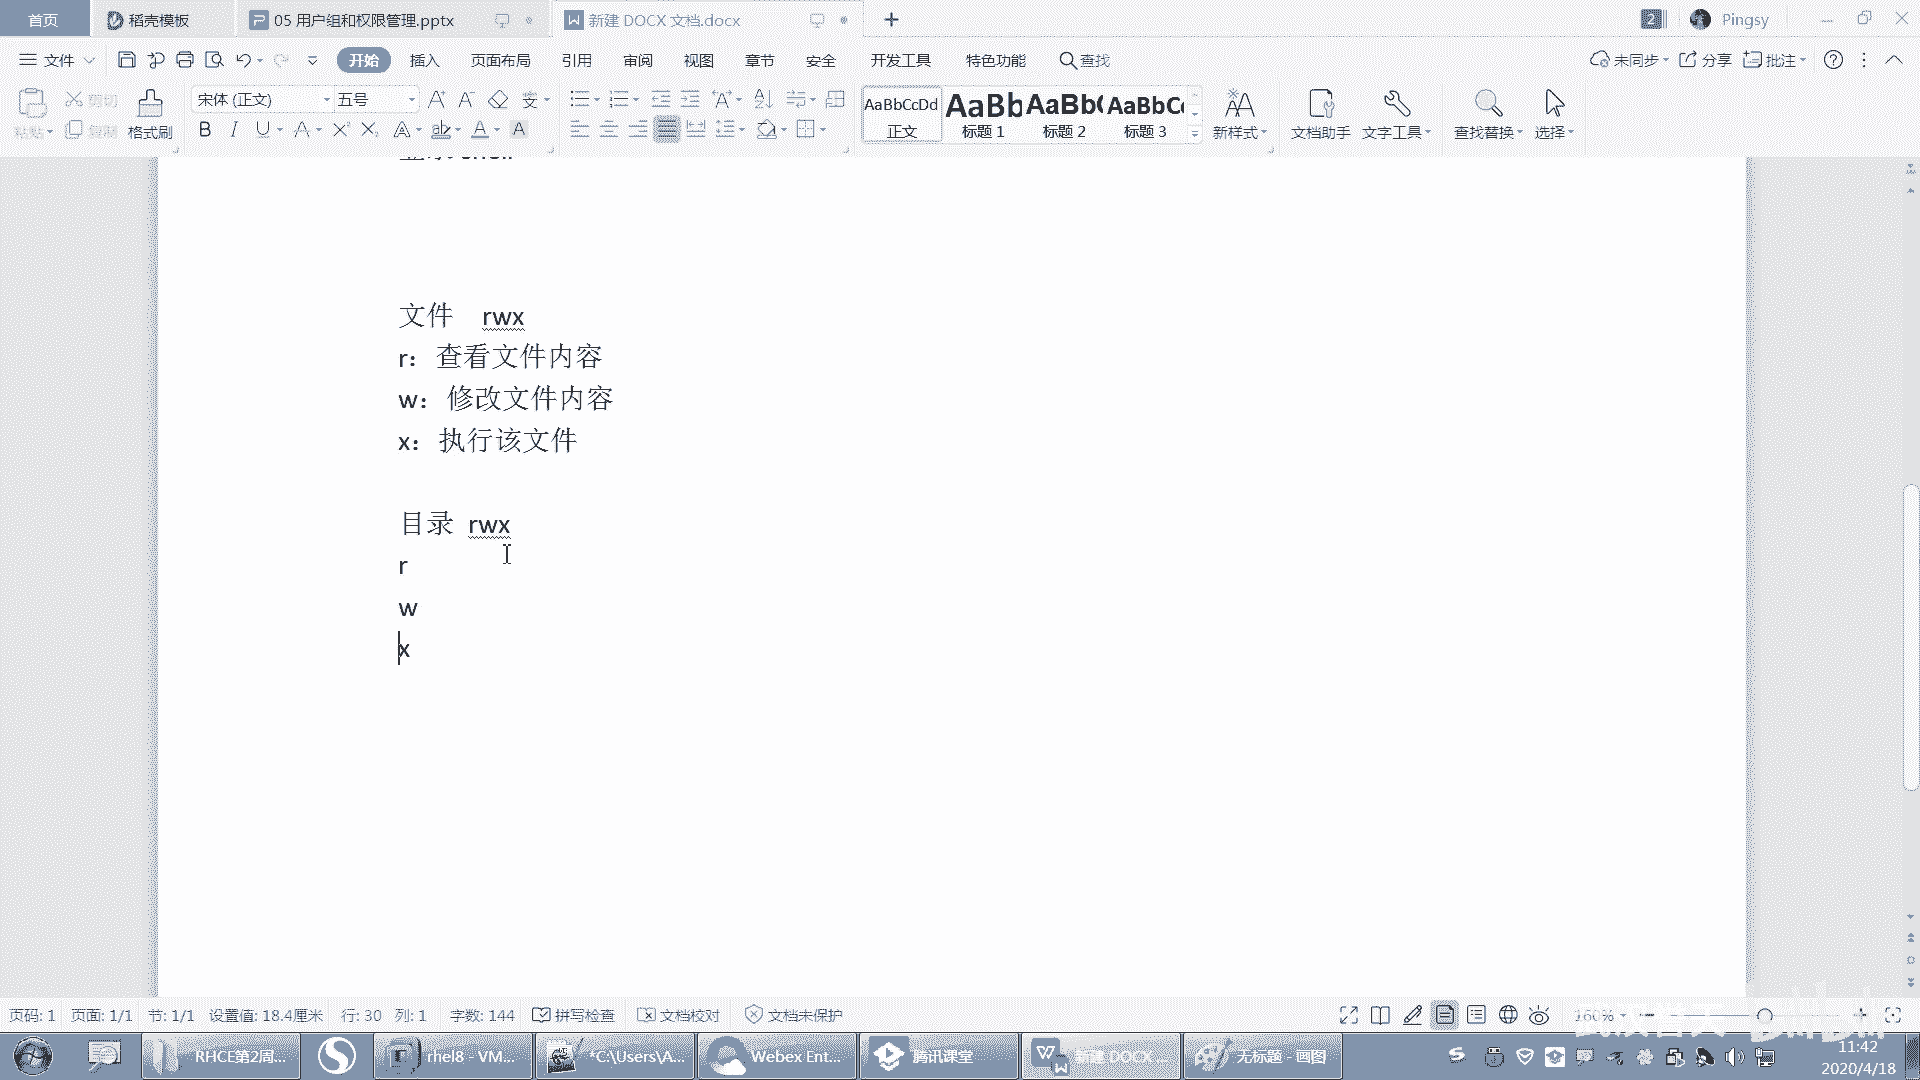 首页 稻壳模板 05 用户组和权限管理.pptx 新建 DOCX 文档.docx 2 Pingsy
文件 开始 插入 页面布局 引用 审阅 视图 章节 安全 开发工具 特色功能 查找 未同步 分享 批注
粘贴 剪切 复制 格式刷 宋体 (正文) 五号 AaBbCcDd 正文 AaBb 标题 1 AaBb( 标题 2 AaBbC 标题 3 新样式 文档助手 文字工具 查找替换 选择
文件 rwx
r：查看文件内容
w：修改文件内容
x：执行该文件
目录 rwx
r
w
x
页码: 1 页面: 1/1 节: 1/1 设置值: 18.4厘米 行: 30 列: 1 字数: 144 拼写检查 文档校对 文档未保护 160%
RHCE第2周... rhel8 - VM... *C:\Users\A... Webex Ent... 腾讯课堂 新建 DOCX ... 无标题 - 画图
11:42
2020/4/18